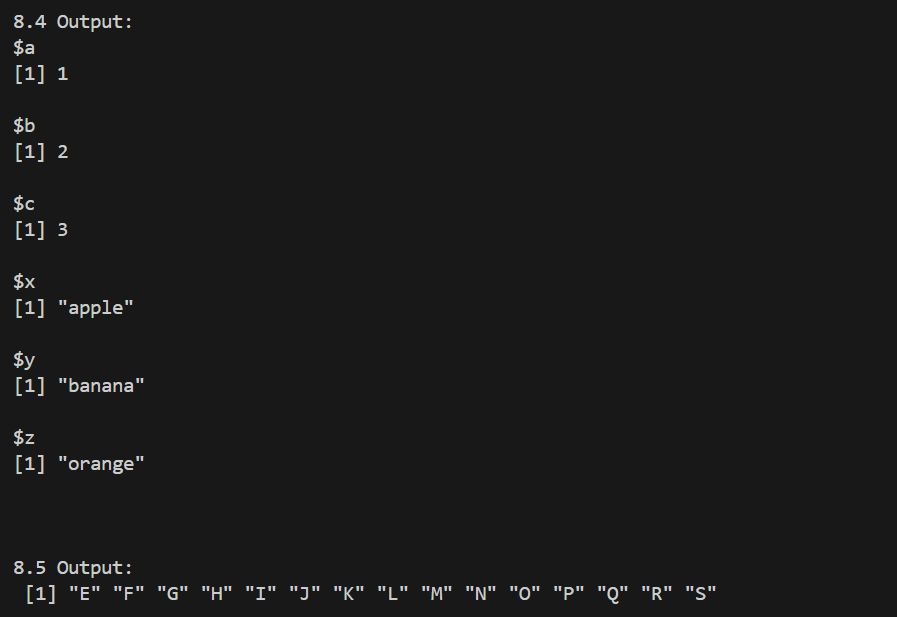 8.4 Output:
$a
[1] 1
$b
[1] 2
$c
[1] 3
$x
[1] "apple"
$y
[1] "banana"
$z
[1] "orange"
8.5 Output:
[1] "E" "F" "G" "H" "I" "J" "K" "L" "M" "N" "O" "P" "Q" "R" "S"